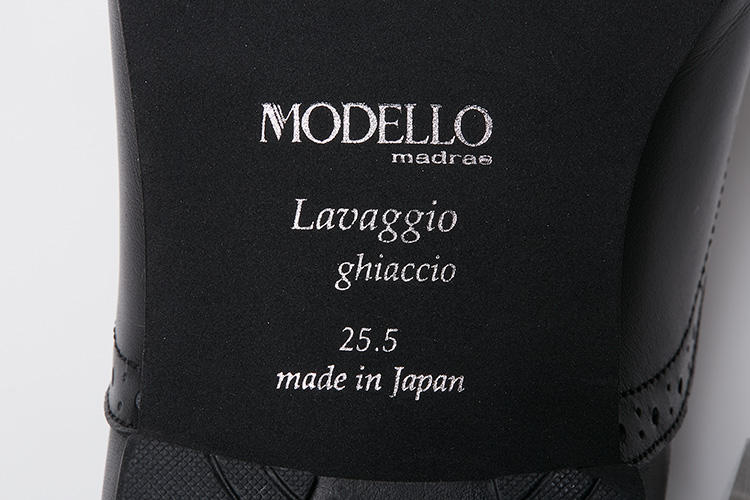 MODELLO
madras
Lavaggio
ghiaccio
25.5
made in Japan